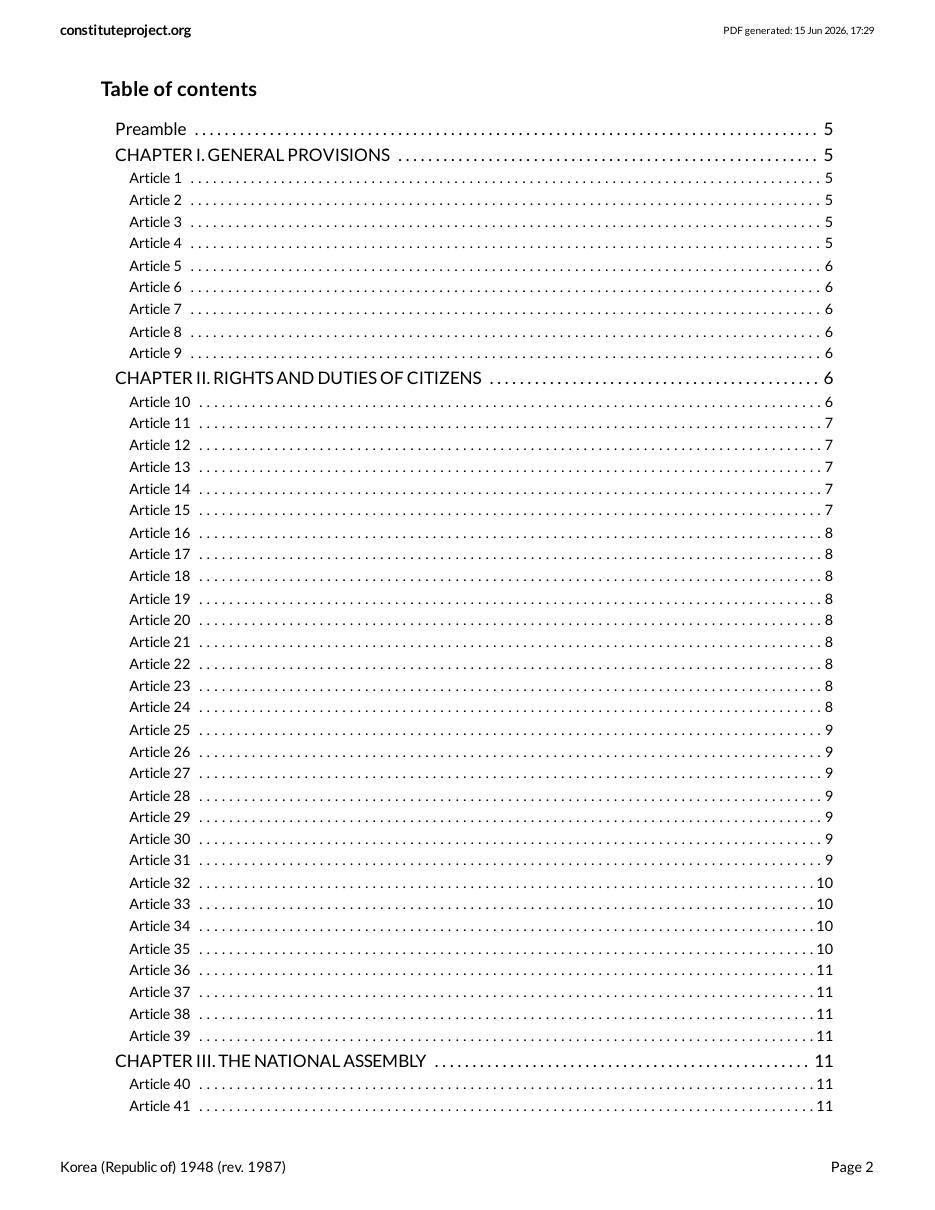 constituteproject.org
PDF generated: 15 Jun 2026, 17:29
Table of contents
Preamble . . . . . . . . . . . . . . . . . . . . 5
CHAPTER I. GENERAL PROVISIONS . . . . . . . . . . . . . . . . . . . . 5
Article 1 . . . . . . . . . . . . . . . . . . . . 5
Article 2 . . . . . . . . . . . . . . . . . . . . 5
Article 3 . . . . . . . . . . . . . . . . . . . . 5
Article 4 . . . . . . . . . . . . . . . . . . . . 5
Article 5 . . . . . . . . . . . . . . . . . . . . 6
Article 6 . . . . . . . . . . . . . . . . . . . . 6
Article 7 . . . . . . . . . . . . . . . . . . . . 6
Article 8 . . . . . . . . . . . . . . . . . . . . 6
Article 9 . . . . . . . . . . . . . . . . . . . . 6
CHAPTER II. RIGHTS AND DUTIES OF CITIZENS . . . . . . . . . . . . . . . . . . . . 6
Article 10 . . . . . . . . . . . . . . . . . . . . 6
Article 11 . . . . . . . . . . . . . . . . . . . . 7
Article 12 . . . . . . . . . . . . . . . . . . . . 7
Article 13 . . . . . . . . . . . . . . . . . . . . 7
Article 14 . . . . . . . . . . . . . . . . . . . . 7
Article 15 . . . . . . . . . . . . . . . . . . . . 7
Article 16 . . . . . . . . . . . . . . . . . . . . 8
Article 17 . . . . . . . . . . . . . . . . . . . . 8
Article 18 . . . . . . . . . . . . . . . . . . . . 8
Article 19 . . . . . . . . . . . . . . . . . . . . 8
Article 20 . . . . . . . . . . . . . . . . . . . . 8
Article 21 . . . . . . . . . . . . . . . . . . . . 8
Article 22 . . . . . . . . . . . . . . . . . . . . 8
Article 23 . . . . . . . . . . . . . . . . . . . . 8
Article 24 . . . . . . . . . . . . . . . . . . . . 8
Article 25 . . . . . . . . . . . . . . . . . . . . 9
Article 26 . . . . . . . . . . . . . . . . . . . . 9
Article 27 . . . . . . . . . . . . . . . . . . . . 9
Article 28 . . . . . . . . . . . . . . . . . . . . 9
Article 29 . . . . . . . . . . . . . . . . . . . . 9
Article 30 . . . . . . . . . . . . . . . . . . . . 9
Article 31 . . . . . . . . . . . . . . . . . . . . 9
Article 32 . . . . . . . . . . . . . . . . . . . . 10
Article 33 . . . . . . . . . . . . . . . . . . . . 10
Article 34 . . . . . . . . . . . . . . . . . . . . 10
Article 35 . . . . . . . . . . . . . . . . . . . . 10
Article 36 . . . . . . . . . . . . . . . . . . . . 11
Article 37 . . . . . . . . . . . . . . . . . . . . 11
Article 38 . . . . . . . . . . . . . . . . . . . . 11
Article 39 . . . . . . . . . . . . . . . . . . . . 11
CHAPTER III. THE NATIONAL ASSEMBLY . . . . . . . . . . . . . . . . . . . . 11
Article 40 . . . . . . . . . . . . . . . . . . . . 11
Article 41 . . . . . . . . . . . . . . . . . . . . 11
Korea (Republic of) 1948 (rev. 1987)
Page 2